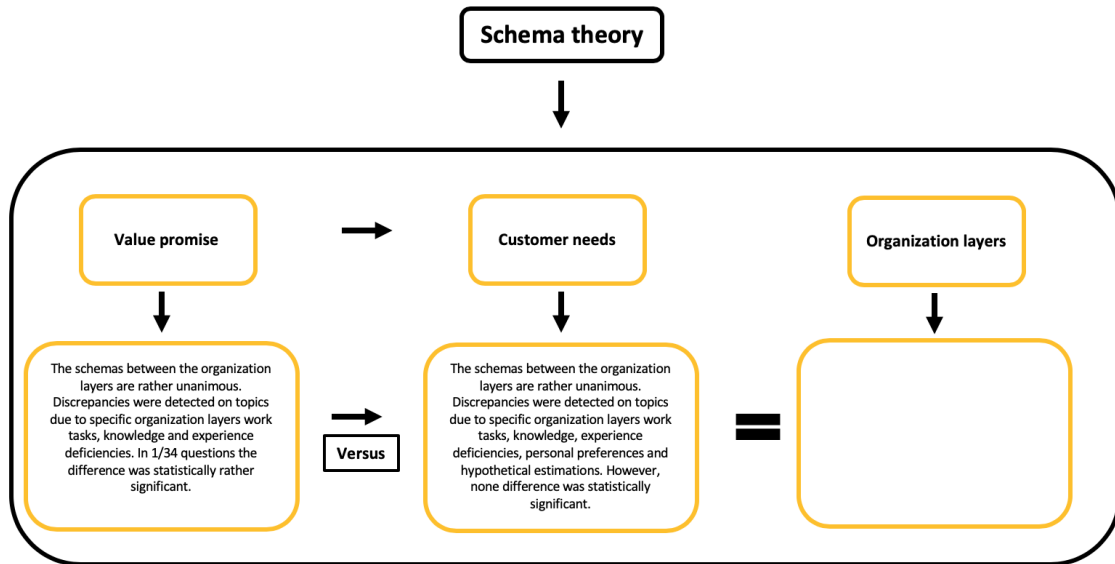 Schema theory
Value promise
Customer needs
Organization layers
The schemas between the organization
layers are rather unanimous.
Discrepancies were detected on topics
due to specific organization layers work
tasks, knowledge and experience
deficiencies. In 1/34 questions the
difference was statistically rather
significant.
Versus
The schemas between the organization
layers are rather unanimous.
Discrepancies were detected on topics
due to specific organization layers work
tasks, knowledge, experience
deficiencies, personal preferences and
hypothetical estimations. However,
none difference was statistically
significant.
=